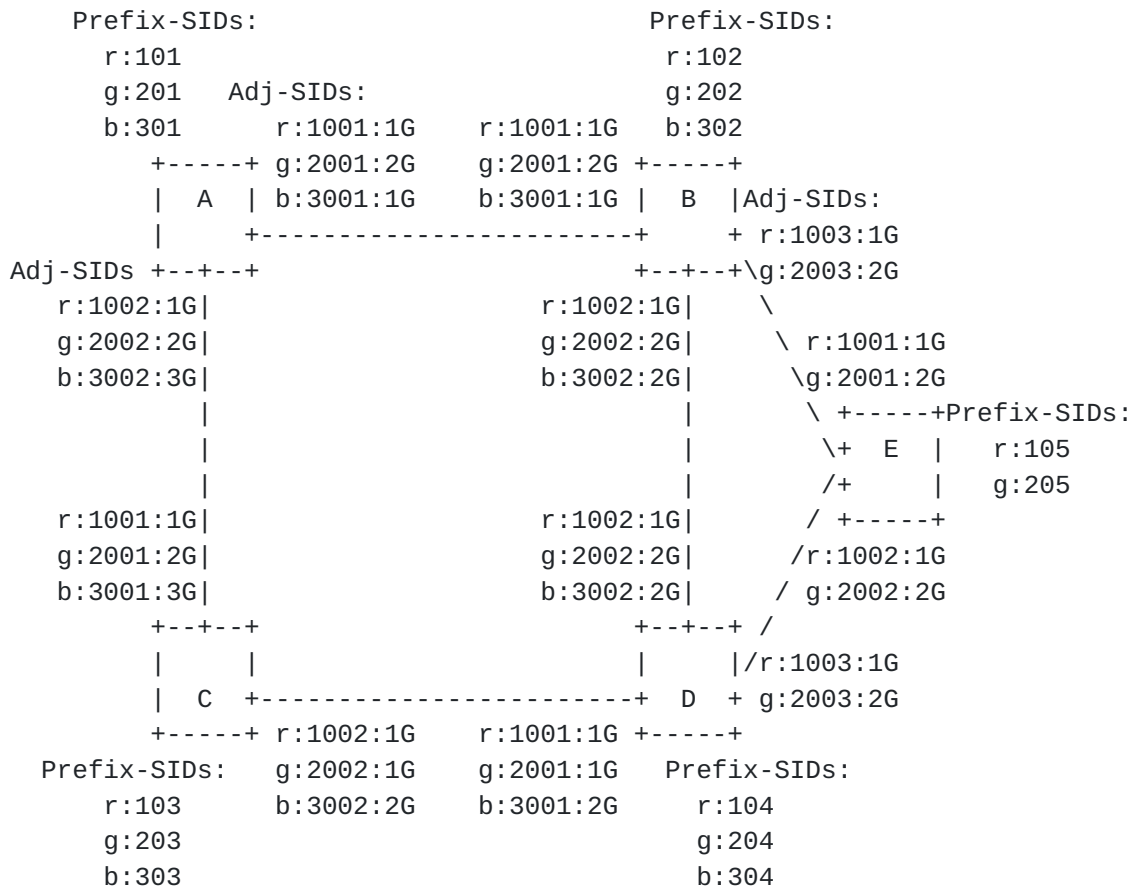 Prefix-SIDs:                         Prefix-SIDs:
      r:101                               r:102
      g:201   Adj-SIDs:                   g:202
      b:301      r:1001:1G    r:1001:1G   b:302
         +-----+ g:2001:2G    g:2001:2G +-----+
         |  A  | b:3001:1G    b:3001:1G |  B  |Adj-SIDs:
         |     +------------------------+     + r:1003:1G
Adj-SIDs +--+--+                        +--+--+\g:2003:2G
   r:1002:1G|                     r:1002:1G|    \
   g:2002:2G|                     g:2002:2G|     \ r:1001:1G
   b:3002:3G|                     b:3002:2G|      \g:2001:2G
            |                              |       \ +-----+Prefix-SIDs:
            |                              |        \+  E  |   r:105
            |                              |        /+     |   g:205
   r:1001:1G|                     r:1002:1G|       / +-----+
   g:2001:2G|                     g:2002:2G|      /r:1002:1G
   b:3001:3G|                     b:3002:2G|     / g:2002:2G
         +--+--+                        +--+--+ /
         |     |                        |     |/r:1003:1G
         |  C  +------------------------+  D  + g:2003:2G
         +-----+ r:1002:1G    r:1001:1G +-----+
  Prefix-SIDs:   g:2002:1G    g:2001:1G   Prefix-SIDs:
      r:103      b:3002:2G    b:3001:2G     r:104
      g:203                                 g:204
      b:303                                 b:304